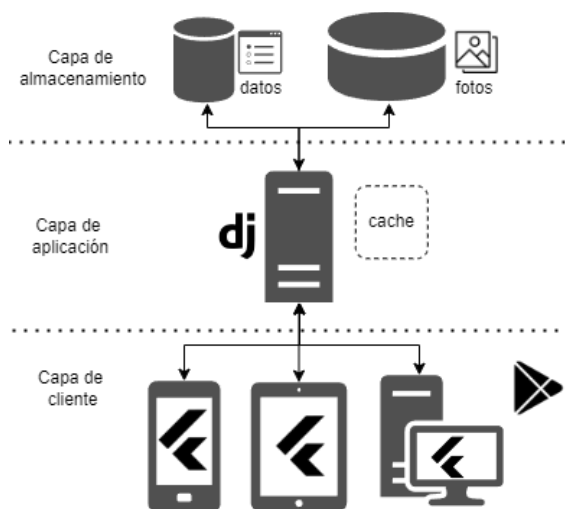 Capa de
almacenamiento
datos
fotos
Capa de
aplicación
dj
cache
Capa de
cliente